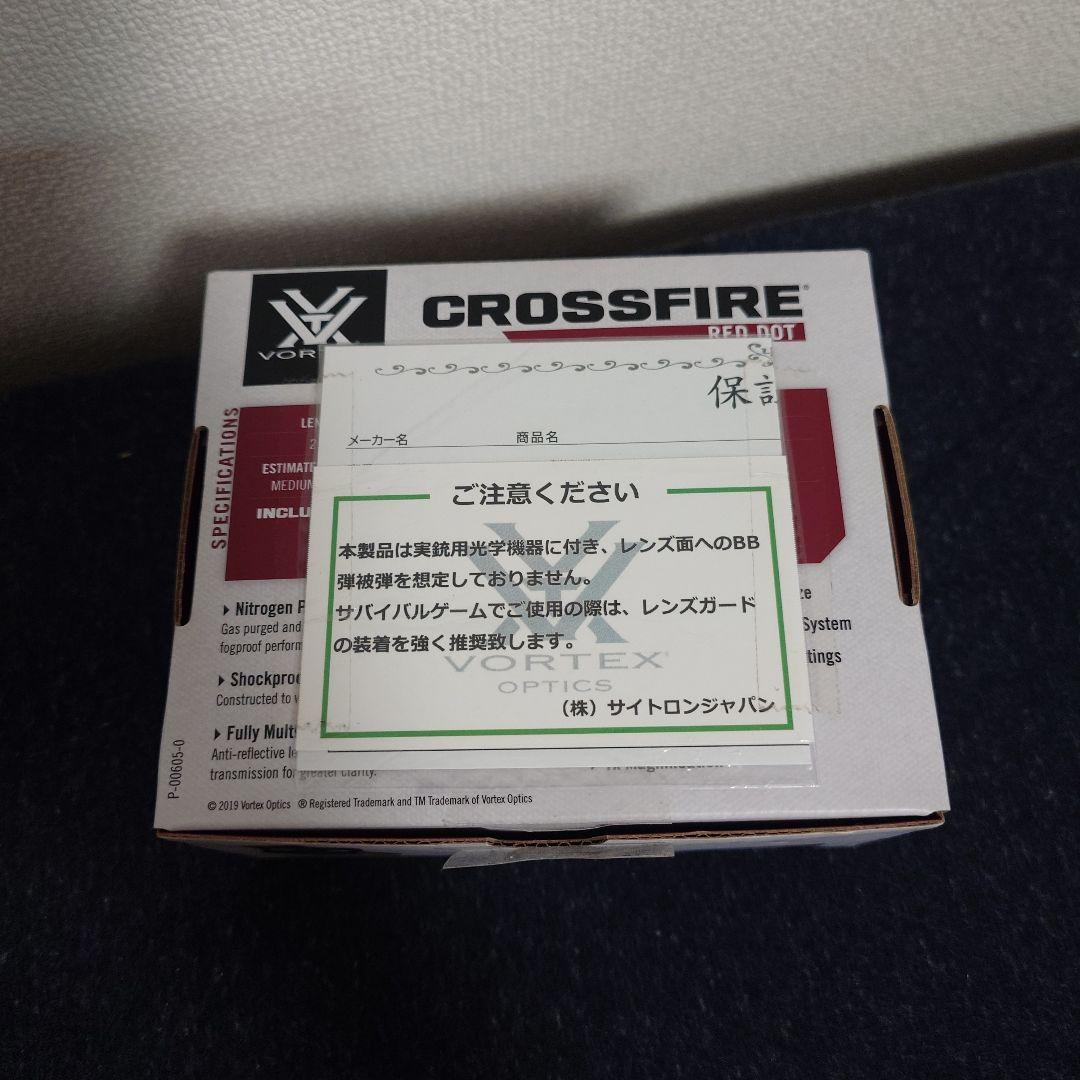 CROSSFIRE®
RED DOT
VOR
保
メーカー名
商品名
SPECIFICATIONS
ESTIMATE
INCLU
ご注意ください
本製品は実銃用光学機器に付き、レンズ面へのBB
弾被弾を想定しておりません。
サバイバルゲームでご使用の際は、レンズガード
の装着を強く推奨致します。
VORTEX®
OPTICS
（株）サイトロンジャパン
Nitrogen P
Gas purged and
fogproof perform
Shockproo
Constructed to
Fully Mult
Anti-reflective le
transmission for greater clarity.
ze
System
tings
P-00605-0
© 2019 Vortex Optics ® Registered Trademark and TM Trademark of Vortex Optics